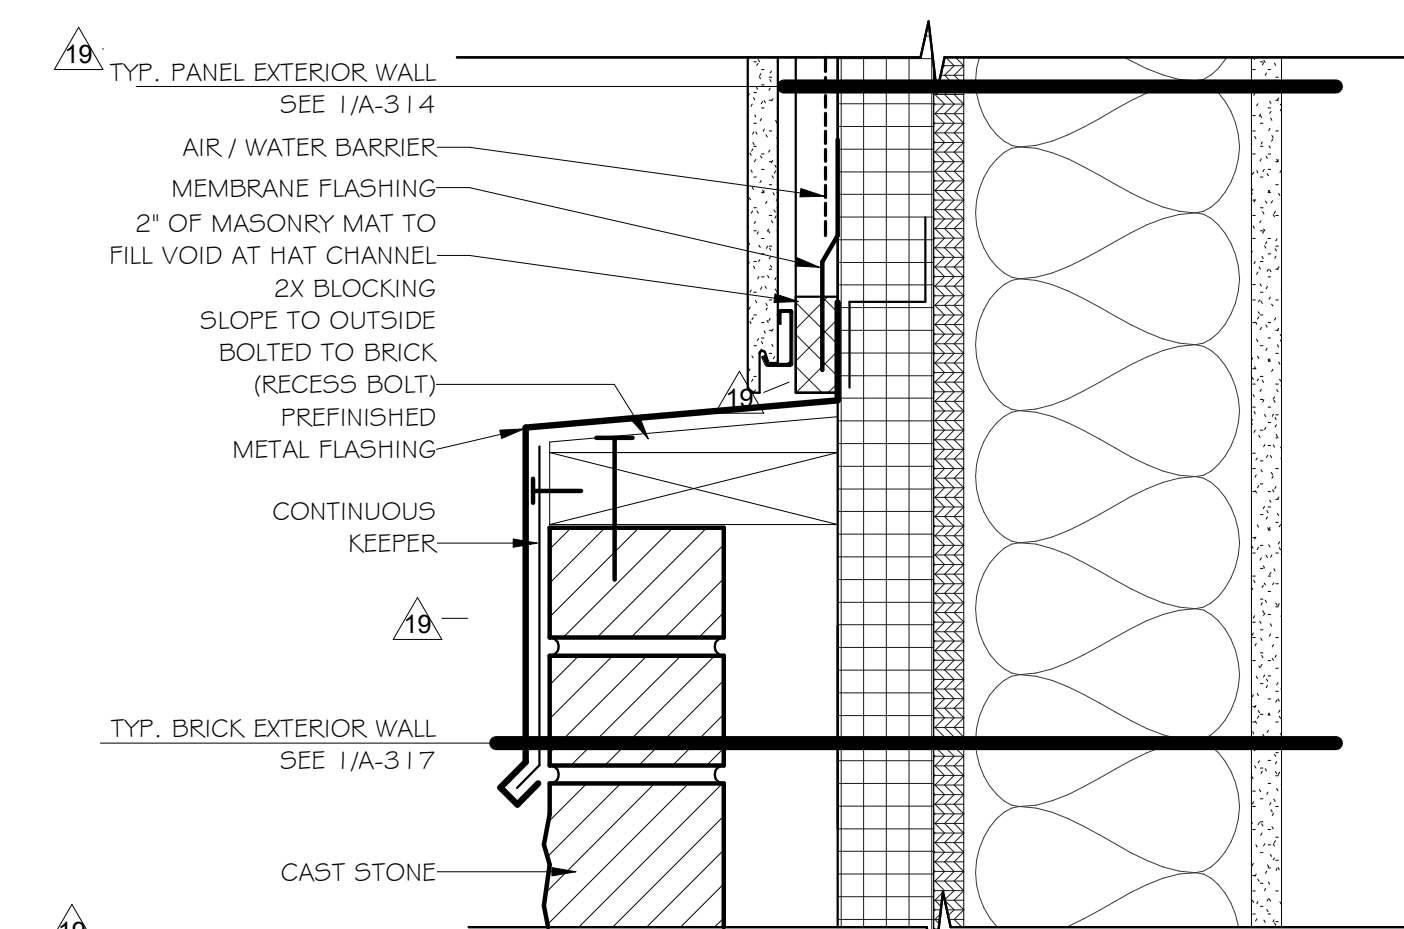 19
TYP. PANEL EXTERIOR WALL
SEE 1/A-314
AIR / WATER BARRIER
MEMBRANE FLASHING
2" OF MASONRY MAT TO
FILL VOID AT HAT CHANNEL
2X BLOCKING
SLOPE TO OUTSIDE
BOLTED TO BRICK
(RECESS BOLT)
19
PREFINISHED
METAL FLASHING
CONTINUOUS
KEEPER
19
TYP. BRICK EXTERIOR WALL
SEE 1/A-317
CAST STONE
19